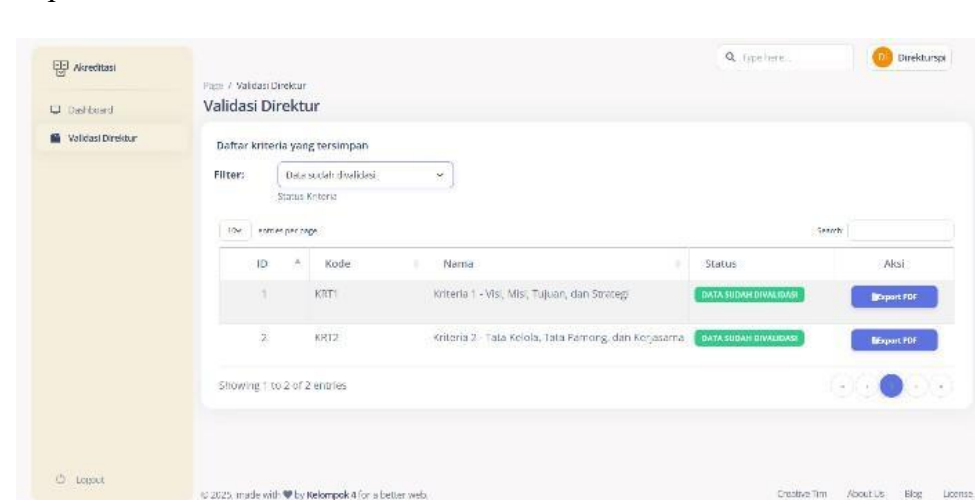 Akreditasi
Type here...
Direkturspi
Page / Validasi Direktur
Validasi Direktur
Dashboard
Validasi Direktur
Daftar kriteria yang tersimpan
Filter:
Data sudah divalidasi
Status Kriteria
10
entries per page
Search:
ID Kode Nama Status Aksi
1 KRT1 Kriteria 1 - Visi, Misi, Tujuan, dan Strategi DATA SUDAH DIVALIDASI Export PDF
2 KRT2 Kriteria 2 - Tata Kelola, Tata Pamong, dan Kerjasama DATA SUDAH DIVALIDASI Export PDF
Showing 1 to 2 of 2 entries
Logout
© 2025, made with by Kelompok 4 for a better web.
Creative Tim About Us Blog License